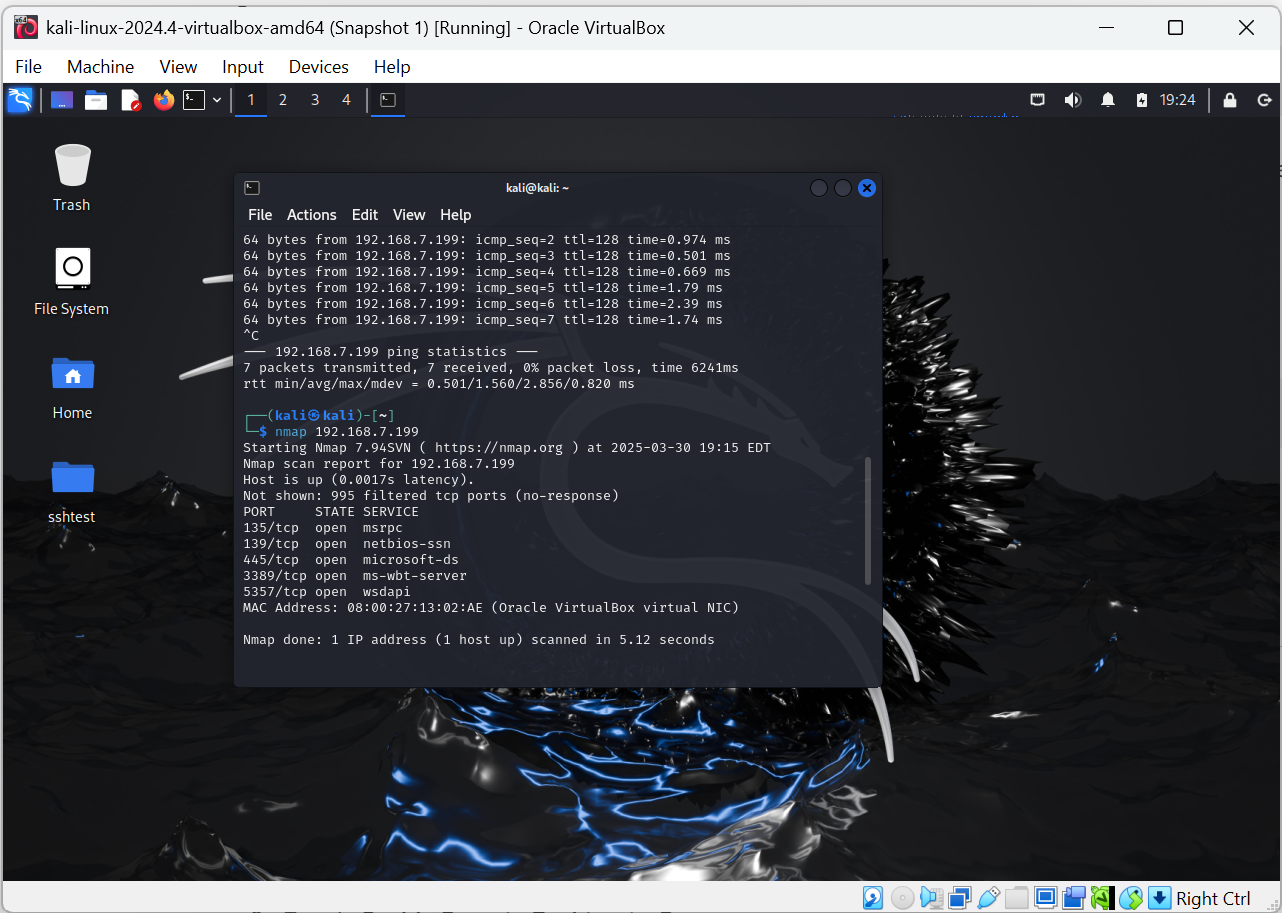 kali-linux-2024.4-virtualbox-amd64 (Snapshot 1) [Running] - Oracle VirtualBox
File Machine View Input Devices Help
1 2 3 4 19:24
Trash
File System
Home
sshtest
kali@kali: ~
File Actions Edit View Help
64 bytes from 192.168.7.199: icmp_seq=2 ttl=128 time=0.974 ms
64 bytes from 192.168.7.199: icmp_seq=3 ttl=128 time=0.501 ms
64 bytes from 192.168.7.199: icmp_seq=4 ttl=128 time=0.669 ms
64 bytes from 192.168.7.199: icmp_seq=5 ttl=128 time=1.79 ms
64 bytes from 192.168.7.199: icmp_seq=6 ttl=128 time=2.39 ms
64 bytes from 192.168.7.199: icmp_seq=7 ttl=128 time=1.74 ms
^C
--- 192.168.7.199 ping statistics ---
7 packets transmitted, 7 received, 0% packet loss, time 6241ms
rtt min/avg/max/mdev = 0.501/1.560/2.856/0.820 ms
┌──(kali㉿kali)-[~]
└─$ nmap 192.168.7.199
Starting Nmap 7.94SVN ( https://nmap.org ) at 2025-03-30 19:15 EDT
Nmap scan report for 192.168.7.199
Host is up (0.0017s latency).
Not shown: 995 filtered tcp ports (no-response)
PORT STATE SERVICE
135/tcp open msrpc
139/tcp open netbios-ssn
445/tcp open microsoft-ds
3389/tcp open ms-wbt-server
5357/tcp open wsdapi
MAC Address: 08:00:27:13:02:AE (Oracle VirtualBox virtual NIC)
Nmap done: 1 IP address (1 host up) scanned in 5.12 seconds
Right Ctrl